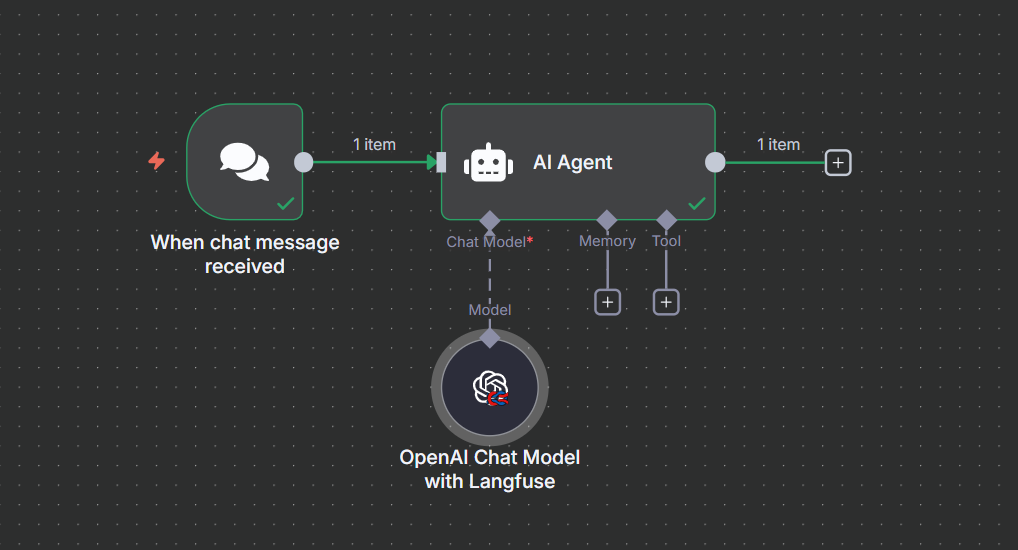 1 item
AI Agent
1 item
When chat message
received
Chat Model*
Memory
Tool
Model
OpenAI Chat Model
with Langfuse